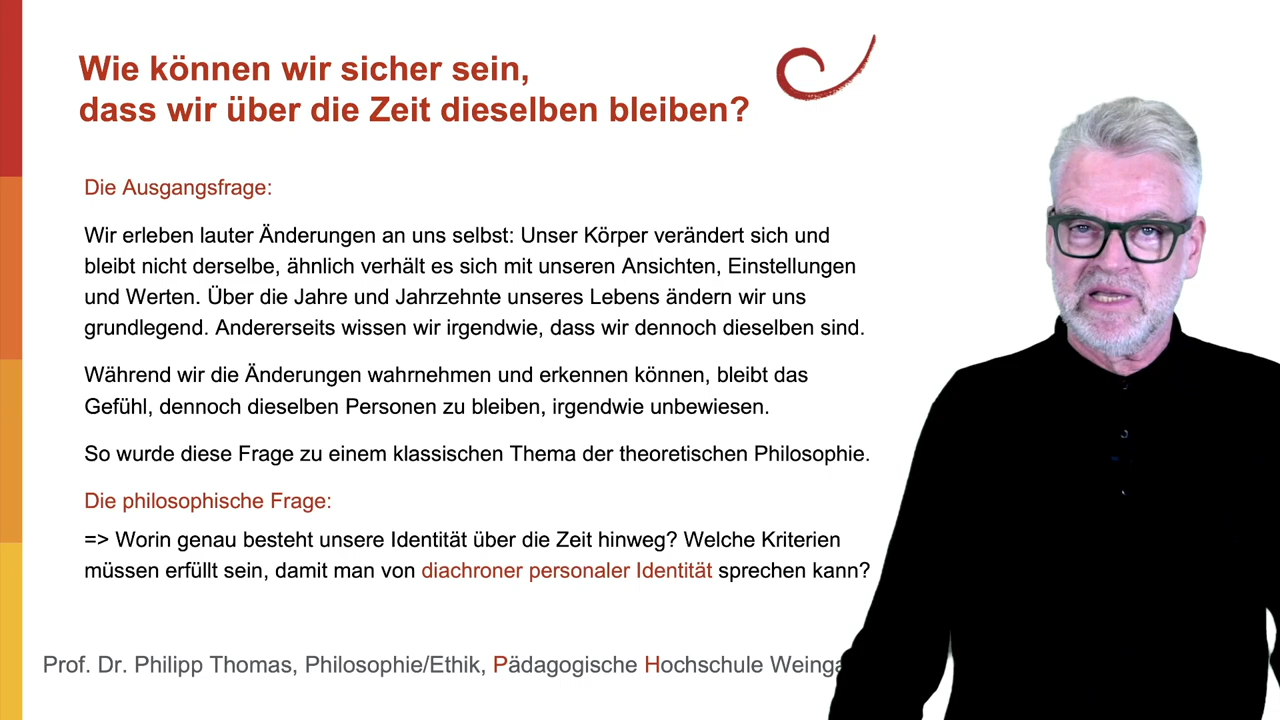 Wie können wir sicher sein,
dass wir über die Zeit dieselben bleiben?
Die Ausgangsfrage:
Wir erleben lauter Änderungen an uns selbst: Unser Körper verändert sich und
bleibt nicht derselbe, ähnlich verhält es sich mit unseren Ansichten, Einstellungen
und Werten. Über die Jahre und Jahrzehnte unseres Lebens ändern wir uns
grundlegend. Andererseits wissen wir irgendwie, dass wir dennoch dieselben sind.
Während wir die Änderungen wahrnehmen und erkennen können, bleibt das
Gefühl, dennoch dieselben Personen zu bleiben, irgendwie unbewiesen.
So wurde diese Frage zu einem klassischen Thema der theoretischen Philosophie.
Die philosophische Frage:
=> Worin genau besteht unsere Identität über die Zeit hinweg? Welche Kriterien
müssen erfüllt sein, damit man von diachroner personaler Identität sprechen kann?
Prof. Dr. Philipp Thomas, Philosophie/Ethik, Pädagogische Hochschule